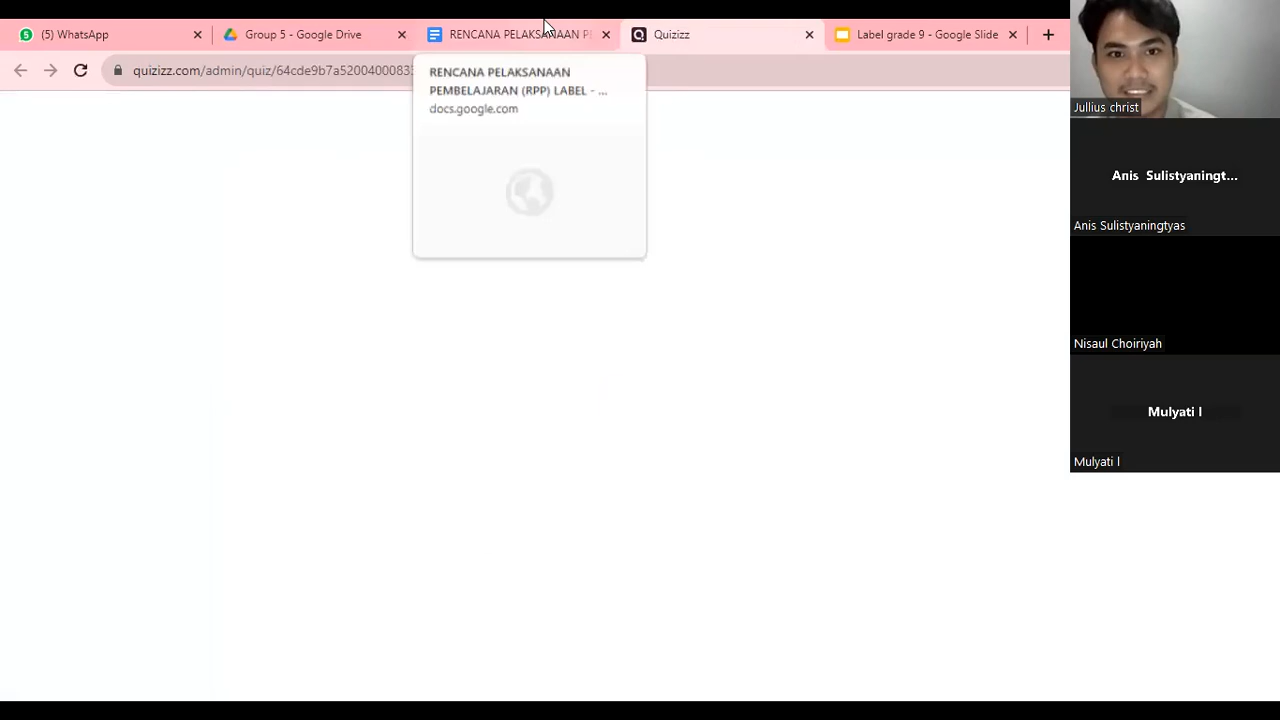 5 (5) WhatsApp
Group 5 - Google Drive
RENCANA PELAKSANAAN P
Quizizz
Label grade 9 - Google Slide
quizizz.com/admin/quiz/64cde9b7a5200400083
RENCANA PELAKSANAAN
PEMBELAJARAN (RPP) LABEL - ...
docs.google.com
Jullius christ
Anis Sulistyaningt...
Anis Sulistyaningtyas
Nisaul Choiriyah
Mulyati l
Mulyati l